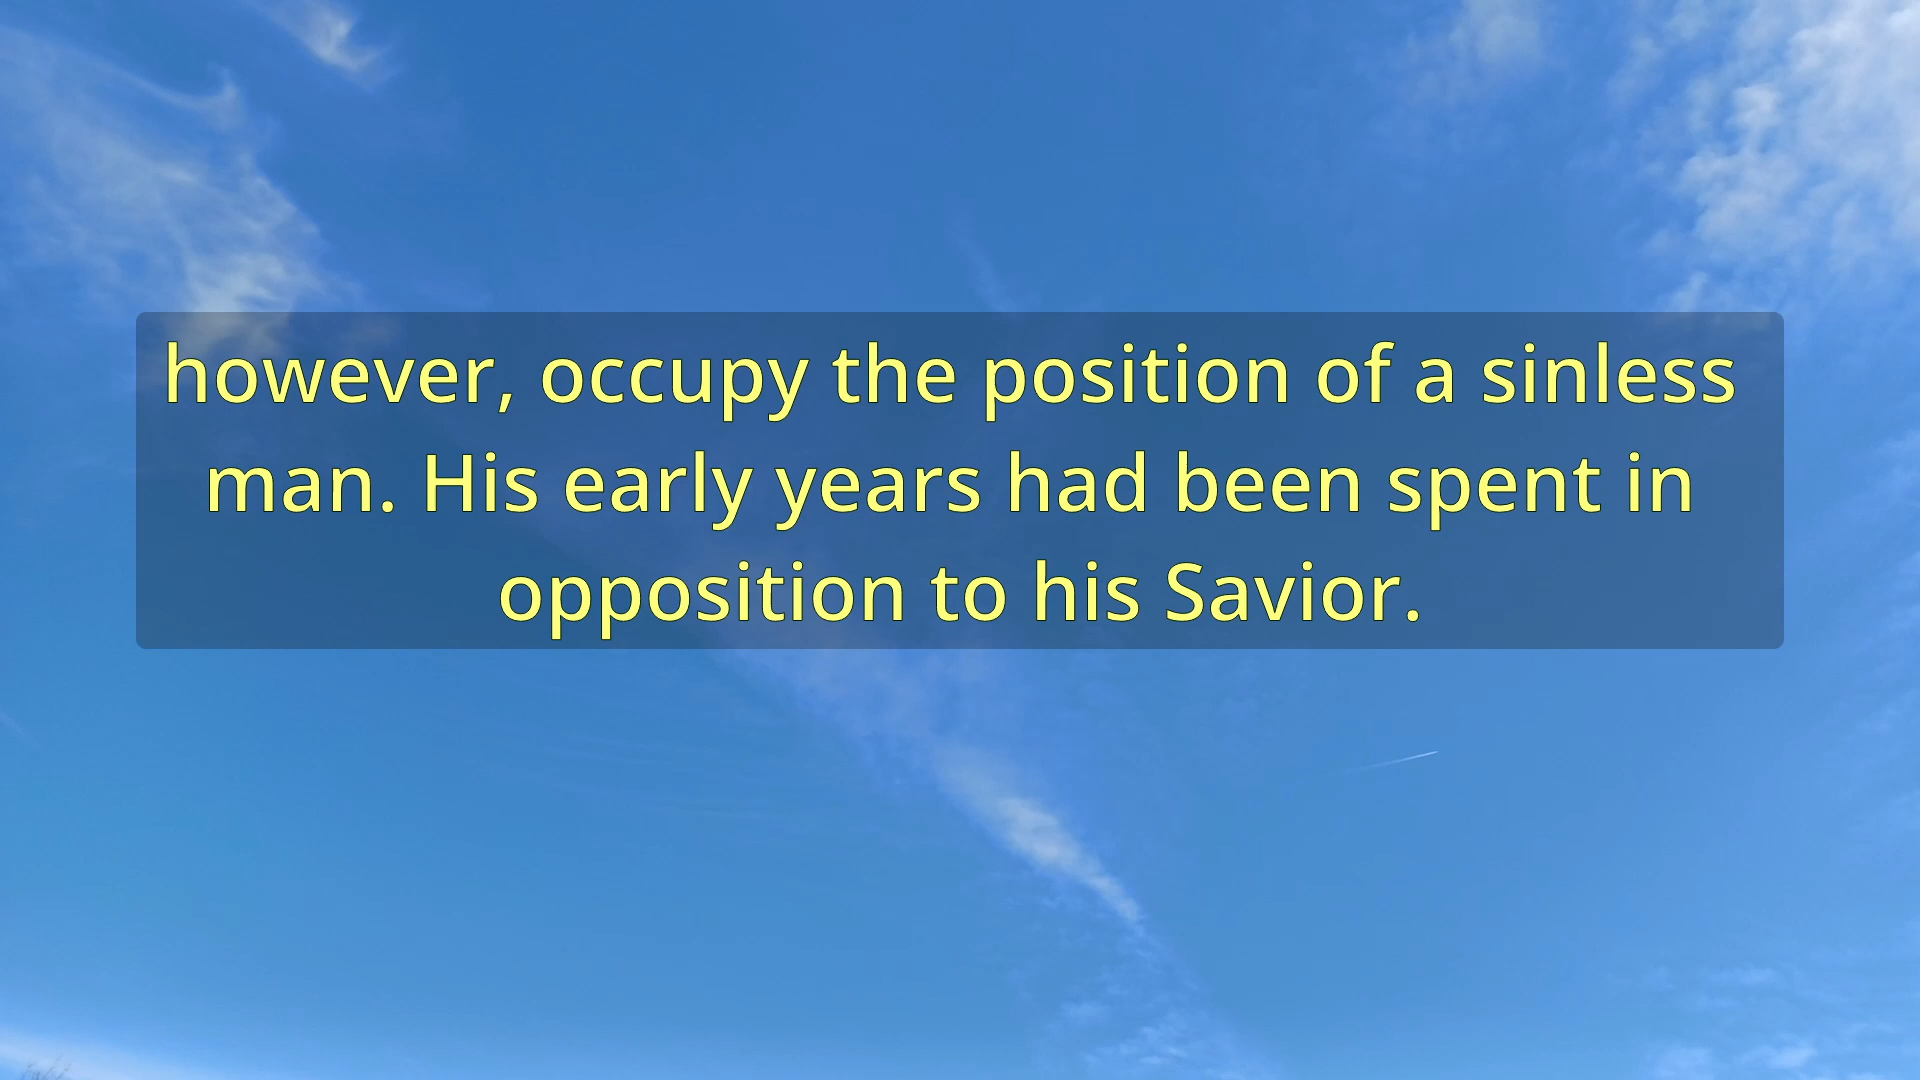 however, occupy the position of a sinless
man. His early years had been spent in
opposition to his Savior.